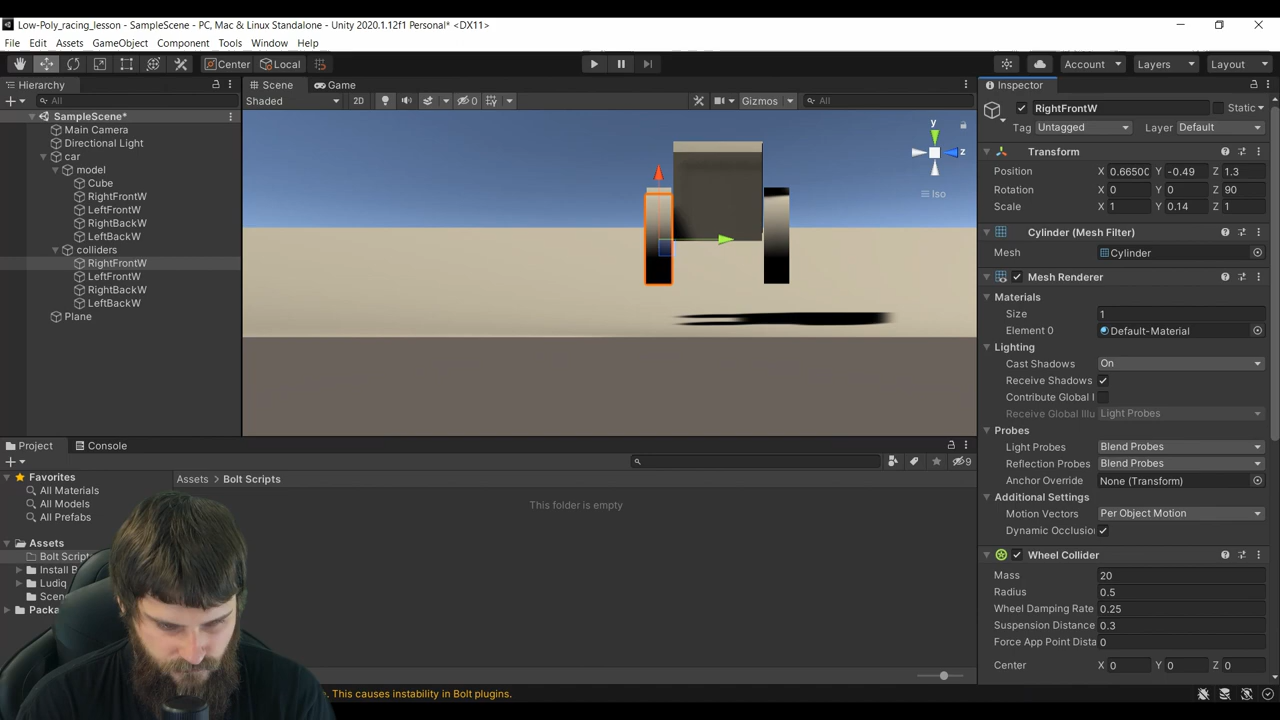 Low-Poly_racing_lesson - SampleScene - PC, Mac & Linux Standalone - Unity 2020.1.12f1 Personal* <DX11>
File Edit Assets GameObject Component Tools Window Help
Center Local Account Layers Layout
Hierarchy
All
SampleScene*
Main Camera
Directional Light
car
model
Cube
RightFrontW
LeftFrontW
RightBackW
LeftBackW
colliders
RightFrontW
LeftFrontW
RightBackW
LeftBackW
Plane
Scene Game
Shaded 2D 0 Gizmos All
y
z
Iso
Inspector
RightFrontW Static
Tag Untagged Layer Default
Transform
Position X 0.66500 Y -0.49 Z 1.3
Rotation X 0 Y 0 Z 90
Scale X 1 Y 0.14 Z 1
Cylinder (Mesh Filter)
Mesh Cylinder
Mesh Renderer
Materials
Size 1
Element 0 Default-Material
Lighting
Cast Shadows On
Receive Shadows
Contribute Global I
Receive Global Illu Light Probes
Probes
Light Probes Blend Probes
Reflection Probes Blend Probes
Anchor Override None (Transform)
Additional Settings
Motion Vectors Per Object Motion
Dynamic Occlusio
Wheel Collider
Mass 20
Radius 0.5
Wheel Damping Rate 0.25
Suspension Distance 0.3
Force App Point Dista 0
Center X 0 Y 0 Z 0
Project Console
9
Favorites
All Materials
All Models
All Prefabs
Assets
Bolt Scripts
Install B
Ludiq
Scen
Packa
Assets > Bolt Scripts
This folder is empty
. This causes instability in Bolt plugins.